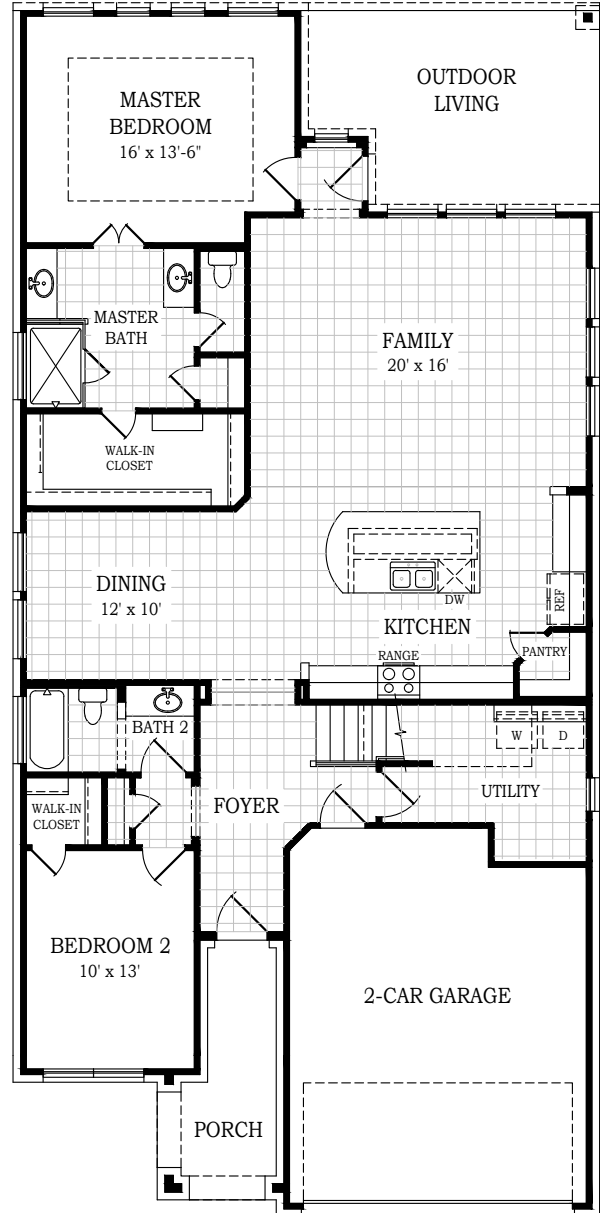 OUTDOOR
LIVING
MASTER
BEDROOM
16' x 13'-6"
MASTER
BATH
FAMILY
20' x 16'
WALK-IN
CLOSET
DINING
12' x 10'
DW
REF
KITCHEN
RANGE
PANTRY
BATH 2
W
D
UTILITY
WALK-IN
CLOSET
FOYER
BEDROOM 2
10' x 13'
2-CAR GARAGE
PORCH